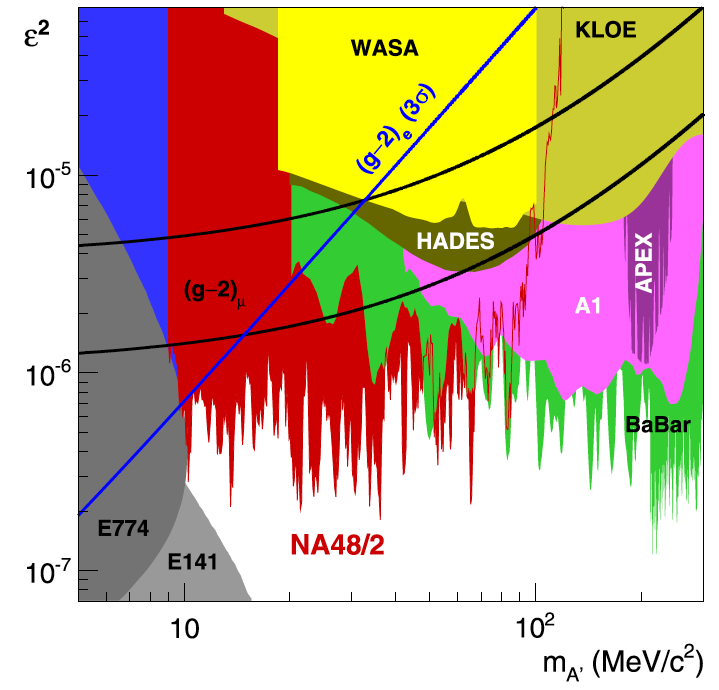 ε²
KLOE
WASA
(g−2)ₑ (3σ)
10⁻⁵
HADES
APEX
(g−2)μ
A1
10⁻⁶
BaBar
E774
NA48/2
E141
10⁻⁷
10
10²
m_A' (MeV/c²)